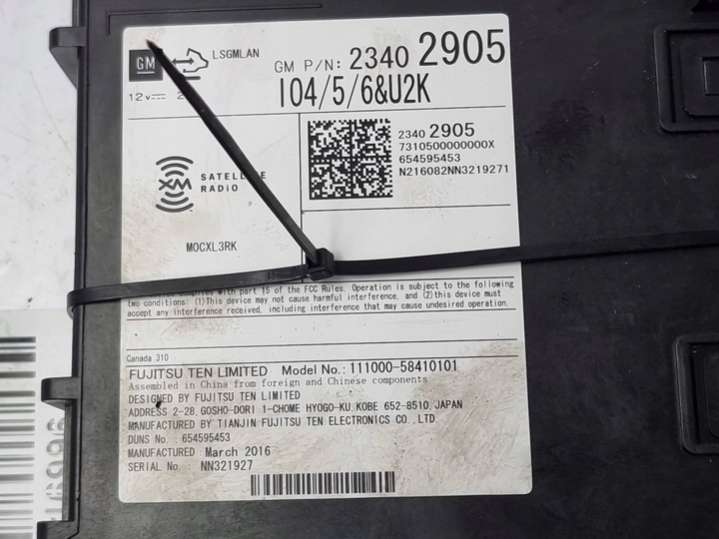 GM
LSGMLAN
GM P/N: 2340 2905
12V
I04/5/6&U2K
2340 2905
7310500000000X
654595453
N216082NN3219271
XM SATELLITE
RADIO
MOCXL3RK
with part 15 of the FCC Rules. Operation is subject to the following
two conditions: (1)This device may not cause harmful interference, and (2)this device must
accept any interference received, including interference that may cause undesired operation.
Canada 310
FUJITSU TEN LIMITED Model No.: 111000-58410101
Assembled in China from foreign and Chinese components
DESIGNED BY FUJITSU TEN LIMITED
ADDRESS 2-28, GOSHO-DORI 1-CHOME HYOGO-KU, KOBE 652-8510, JAPAN
MANUFACTURED BY TIANJIN FUJITSU TEN ELECTRONICS CO., LTD
DUNS No. 654595453
MANUFACTURED March 2016
SERIAL No. NN321927